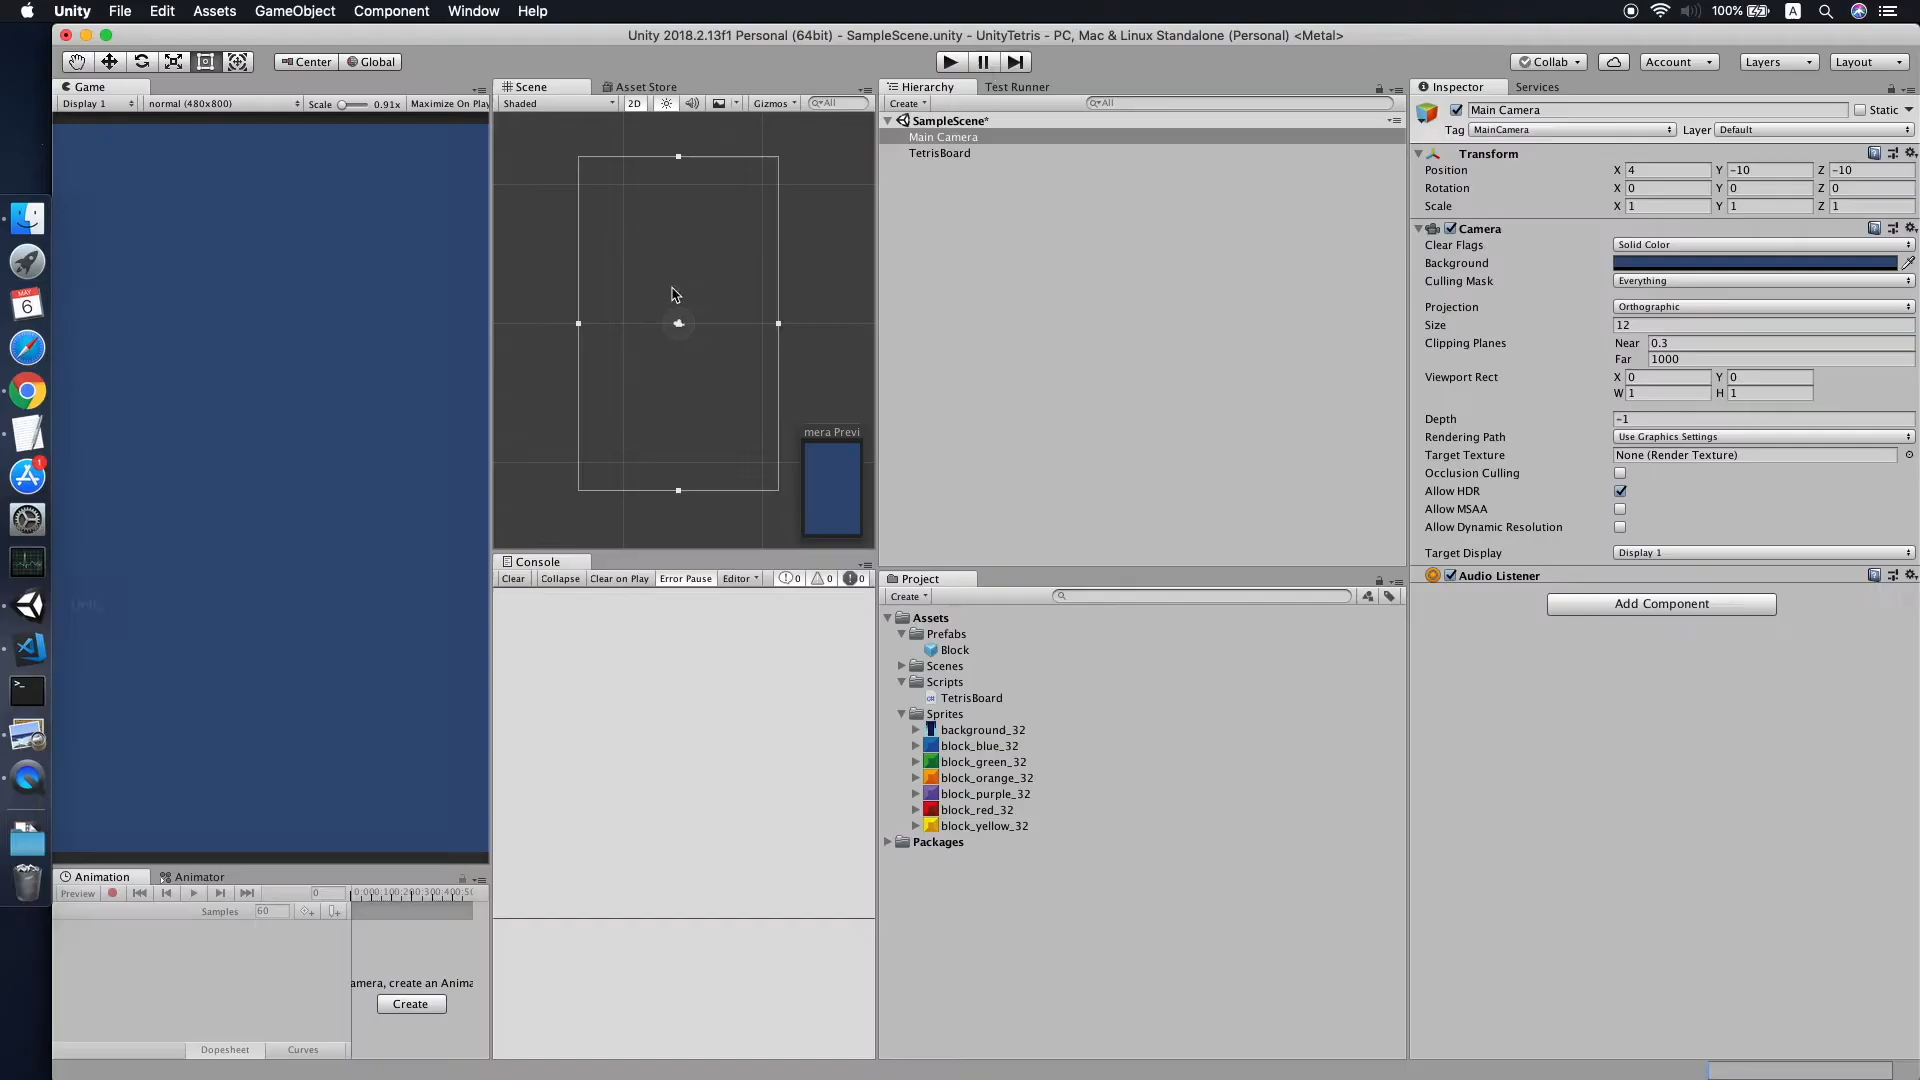 Unity File Edit Assets GameObject Component Window Help 100% A
Unity 2018.2.13f1 Personal (64bit) - SampleScene.unity - UnityTetris - PC, Mac & Linux Standalone (Personal) <Metal>
Center Global Collab Account Layers Layout
Game
Display 1 normal (480x800) Scale 0.91x Maximize On Play
Scene Asset Store
Shaded 2D Gizmos All
mera Previ
Hierarchy Test Runner
Create All
SampleScene*
Main Camera
TetrisBoard
Inspector Services
Main Camera Static
Tag MainCamera Layer Default
Transform
Position X 4 Y -10 Z -10
Rotation X 0 Y 0 Z 0
Scale X 1 Y 1 Z 1
Camera
Clear Flags Solid Color
Background
Culling Mask Everything
Projection Orthographic
Size 12
Clipping Planes Near 0.3
Far 1000
Viewport Rect X 0 Y 0
W 1 H 1
Depth -1
Rendering Path Use Graphics Settings
Target Texture None (Render Texture)
Occlusion Culling
Allow HDR
Allow MSAA
Allow Dynamic Resolution
Target Display Display 1
Audio Listener
Add Component
Console
Clear Collapse Clear on Play Error Pause Editor 0 0 0
Project
Create
Assets
Prefabs
Block
Scenes
Scripts
TetrisBoard
Sprites
background_32
block_blue_32
block_green_32
block_orange_32
block_purple_32
block_red_32
block_yellow_32
Packages
Animation Animator
Preview 0
Samples 60
amera, create an Anima
Create
Dopesheet Curves
MAY
6
1